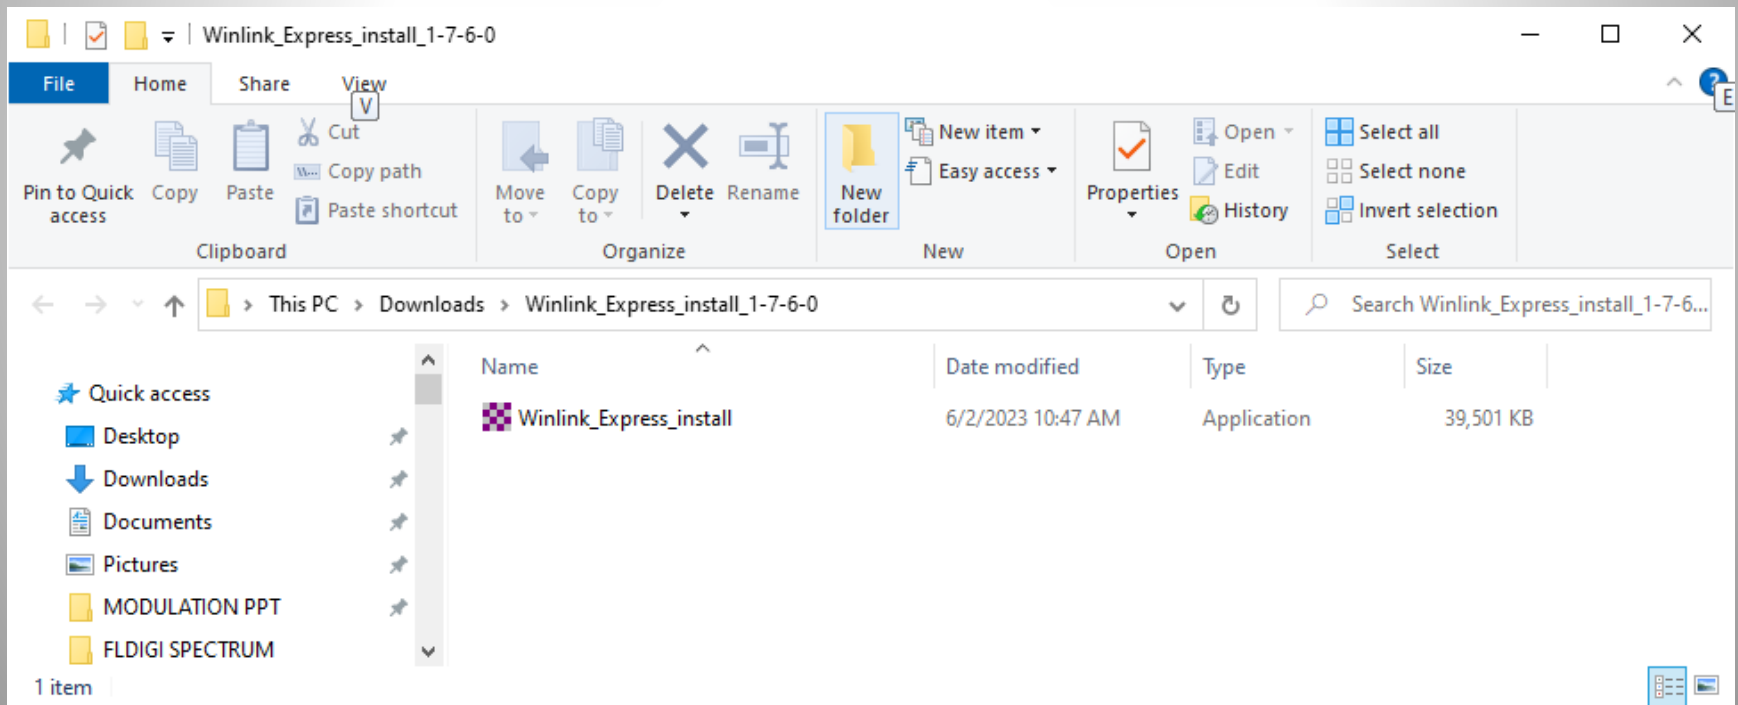 Winlink_Express_install_1-7-6-0
File Home Share View
V
E
Pin to Quick access
Copy
Paste
Cut
Copy path
Paste shortcut
Clipboard
Move to
Copy to
Delete
Rename
Organize
New folder
New item
Easy access
New
Properties
Open
Edit
History
Open
Select all
Select none
Invert selection
Select
This PC > Downloads > Winlink_Express_install_1-7-6-0
Search Winlink_Express_install_1-7-6...
Quick access
Desktop
Downloads
Documents
Pictures
MODULATION PPT
FLDIGI SPECTRUM
Name Date modified Type Size
Winlink_Express_install 6/2/2023 10:47 AM Application 39,501 KB
1 item